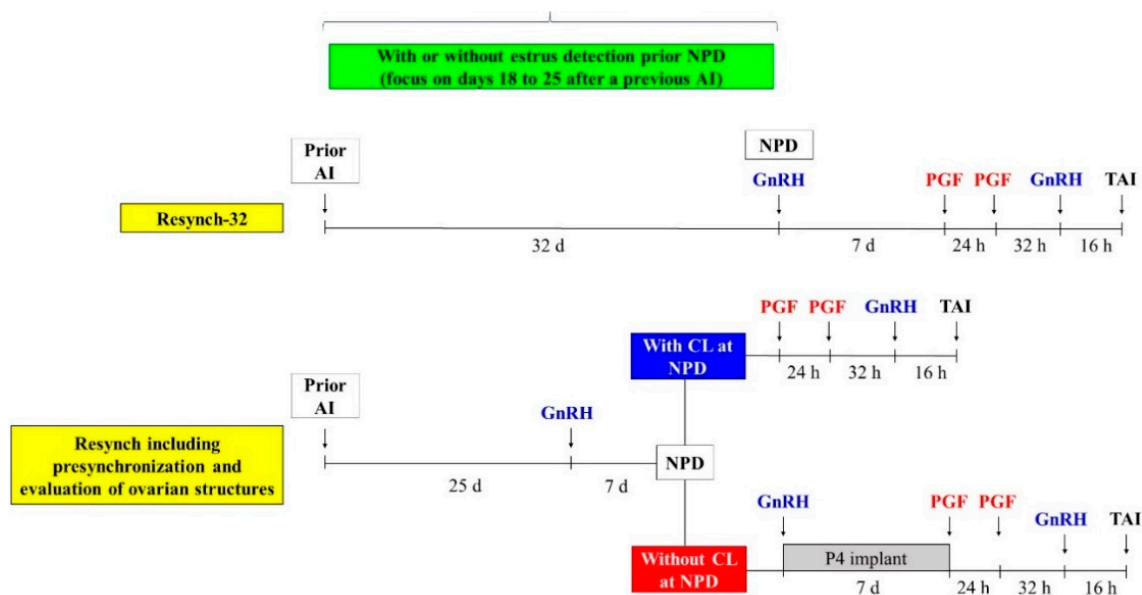 With or without estrus detection prior NPD
(focus on days 18 to 25 after a previous AI)
Prior
AI
NPD
GnRH
PGF PGF GnRH TAI
Resynch-32
32 d
7 d
24 h
32 h
16 h
PGF PGF GnRH TAI
With CL at
NPD
24 h
32 h
16 h
Prior
AI
GnRH
Resynch including
presynchronization and
evaluation of ovarian structures
NPD
25 d
7 d
GnRH
PGF PGF
GnRH TAI
Without CL
at NPD
P4 implant
7 d
24 h
32 h
16 h